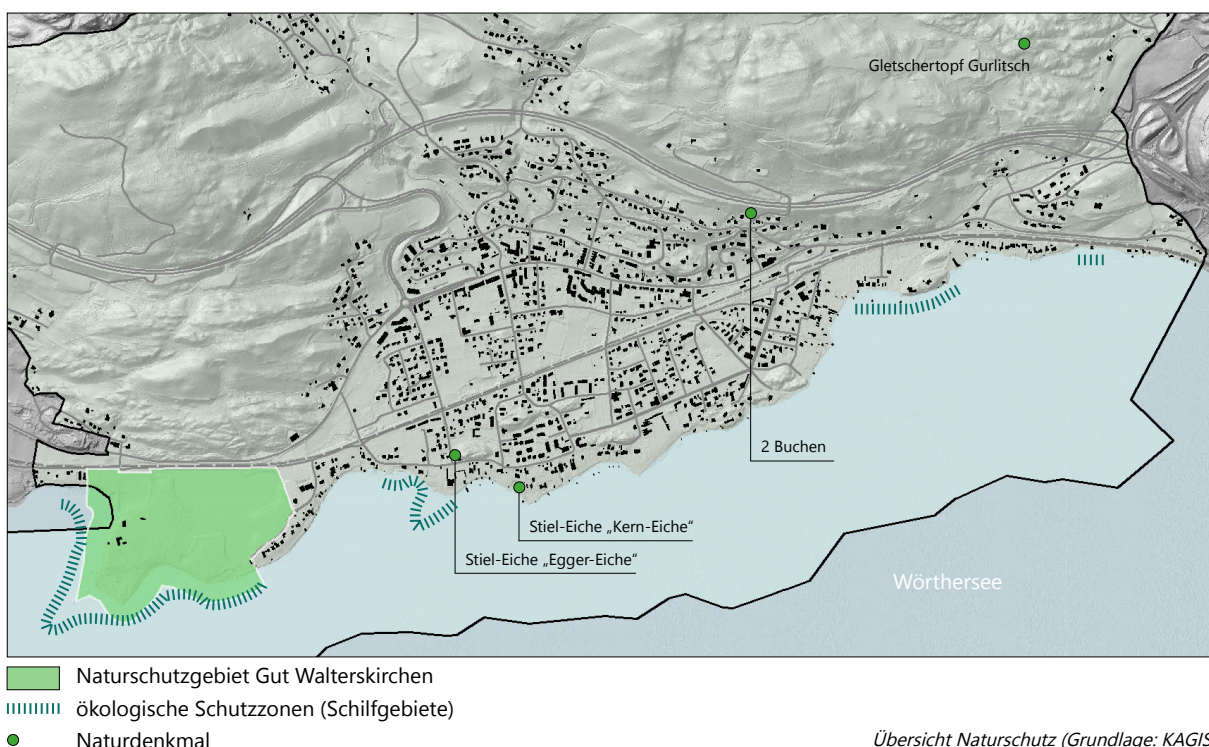 Gletschertopf Gurlitsch
2 Buchen
Stiel-Eiche „Kern-Eiche“
Stiel-Eiche „Egger-Eiche“
Wörthersee
Naturschutzgebiet Gut Walterskirchen
ökologische Schutzzonen (Schilfgebiete)
Naturdenkmal
Übersicht Naturschutz (Grundlage: KAGIS